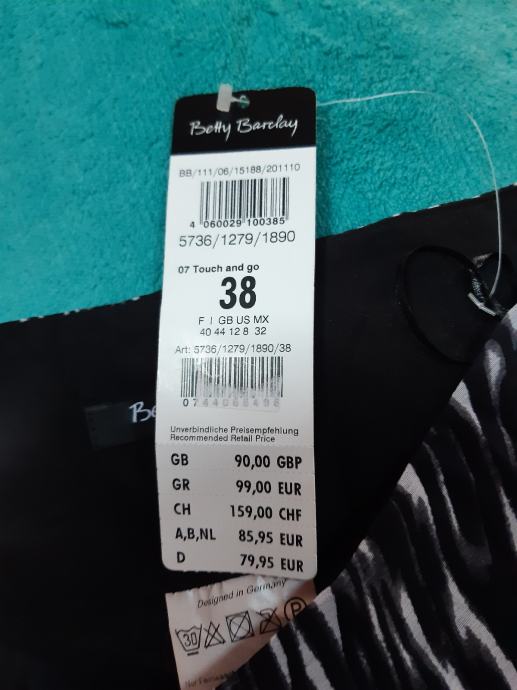 Betty Barclay
BB/111/06/15188/201110
4 060029 100385
5736/1279/1890
07 Touch and go
38
F I GB US MX
40 44 12 8 32
Art: 5736/1279/1890/38
Unverbindliche Preisempfehlung
Recommended Retail Price
GB 90,00 GBP
GR 99,00 EUR
CH 159,00 CHF
A,B,NL 85,95 EUR
D 79,95 EUR
Be
Designed in Germany
30 P